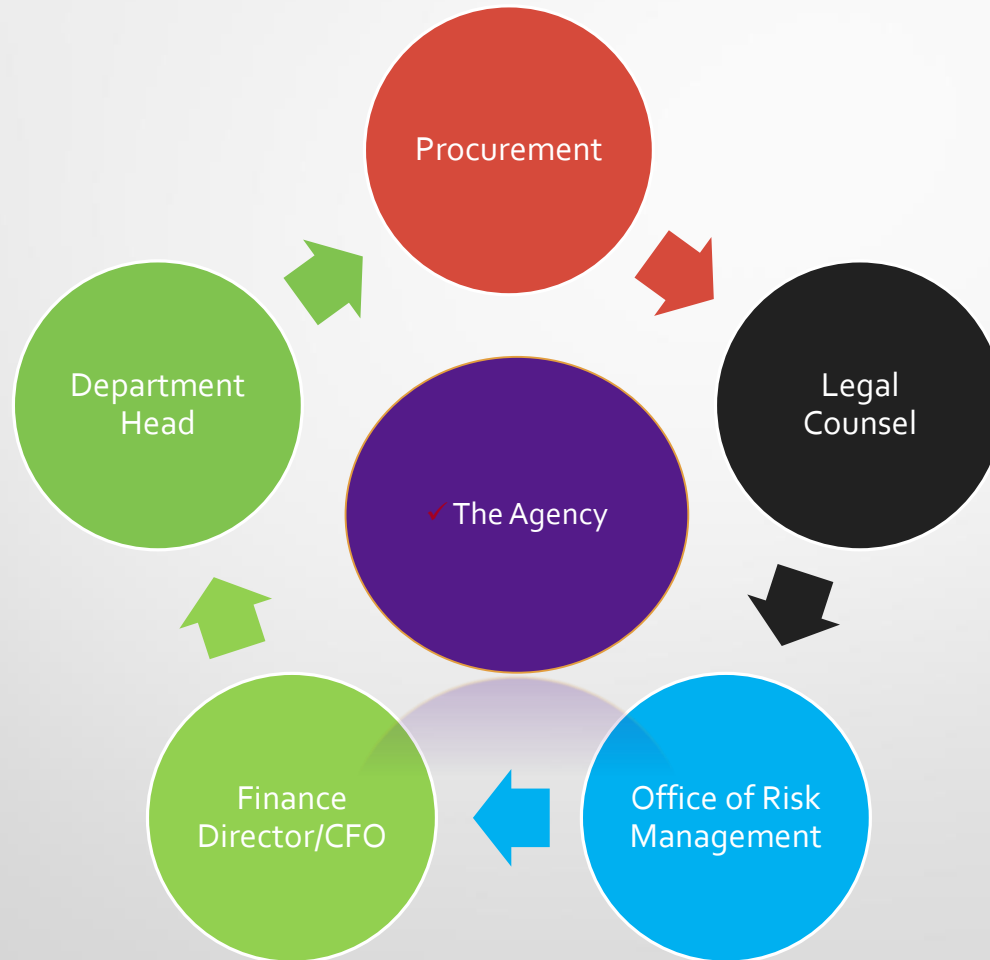 Procurement
Legal
Counsel
Office of Risk
Management
Finance
Director/CFO
Department
Head
✓ The Agency